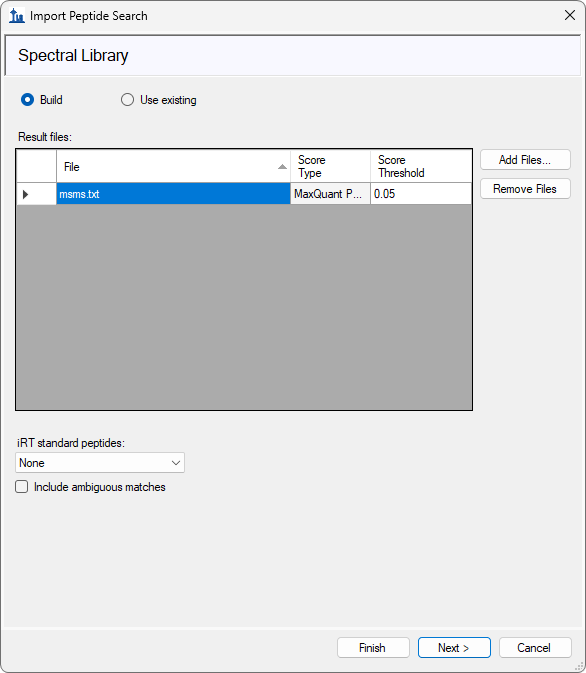 Import Peptide Search
Spectral Library
Build
Use existing
Result files:
File
Score
Type
Score
Threshold
Add Files...
msms.txt
MaxQuant P...
0.05
Remove Files
iRT standard peptides:
None
Include ambiguous matches
Finish
Next >
Cancel